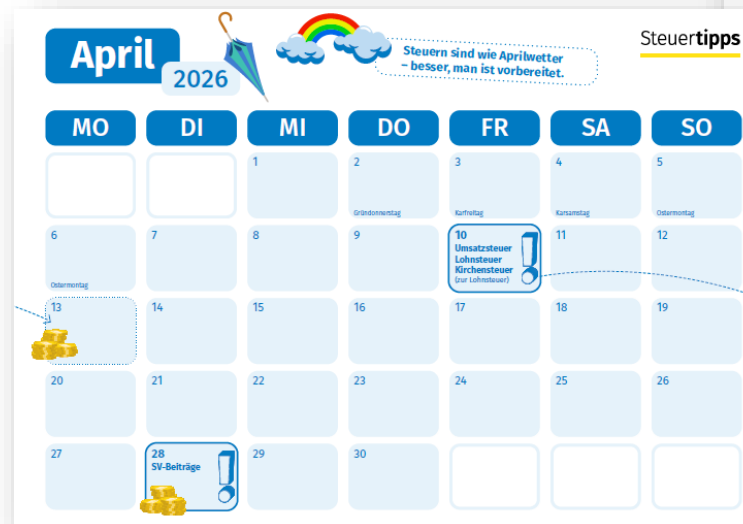 April
2026
Steuern sind wie Aprilwetter
– besser, man ist vorbereitet.
Steuertipps
MO DI MI DO FR SA SO
1 2 3 4 5
Gründonnerstag Karfreitag Karsamstag Ostermontag
6 7 8 9 10 11 12
Umsatzsteuer
Lohnsteuer
Kirchensteuer
(zur Lohnsteuer)
Ostermontag
13 14 15 16 17 18 19
20 21 22 23 24 25 26
27 28 29 30
SV-Beiträge